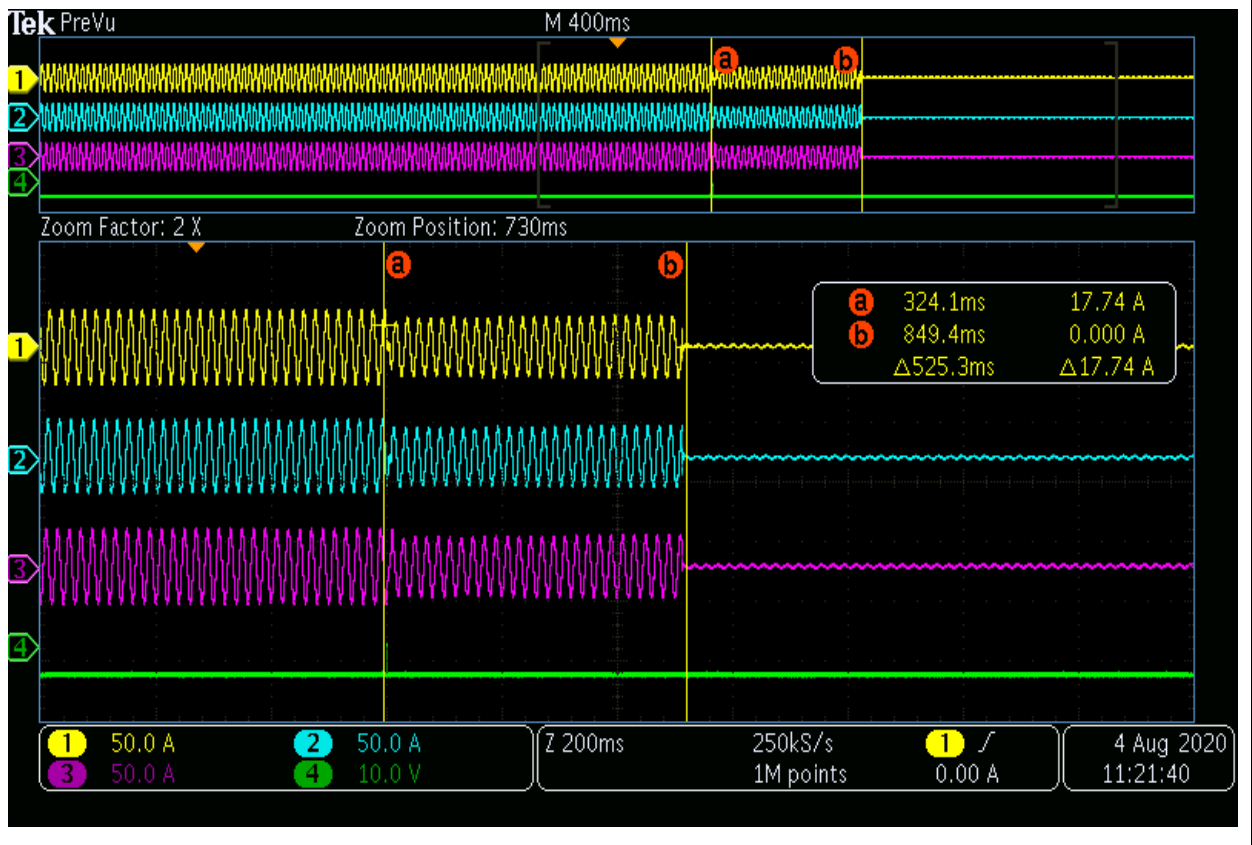 Tek PreVu M 400ms
a b
1
2
3
4
Zoom Factor: 2 X Zoom Position: 730ms
a b
a 324.1ms 17.74 A
b 849.4ms 0.000 A
Δ525.3ms Δ17.74 A
1
2
3
4
1 50.0 A 2 50.0 A
3 50.0 A 4 10.0 V
Z 200ms 250kS/s 1 0.00 A
1M points
4 Aug 2020
11:21:40